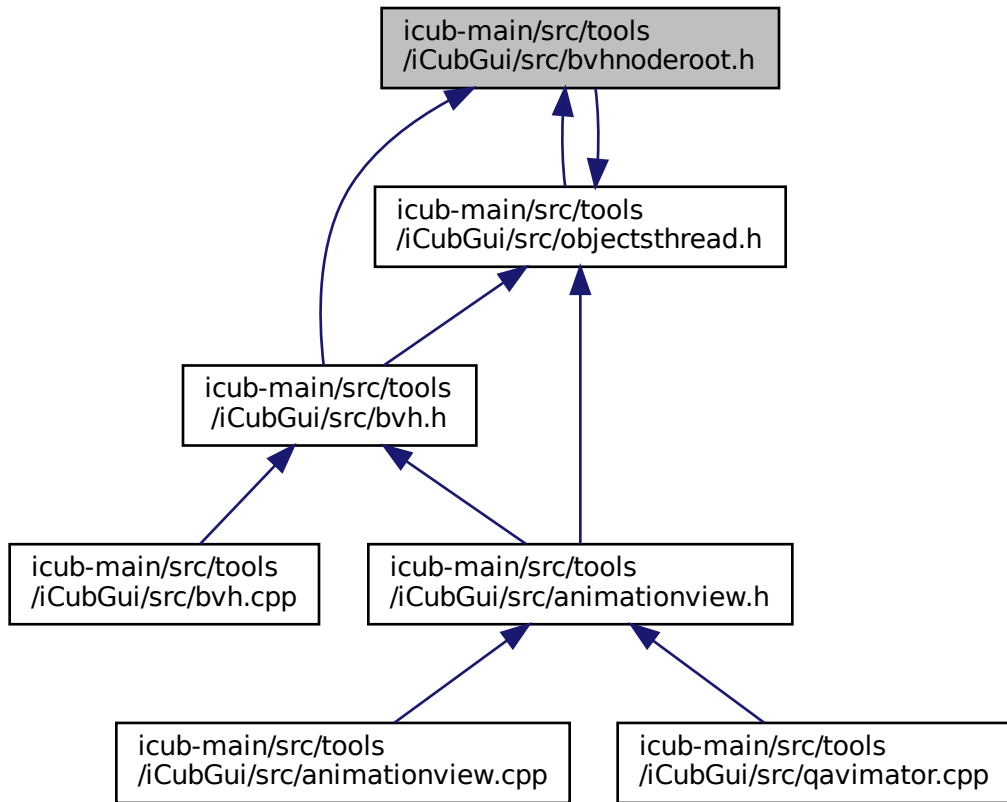 icub-main/src/tools
/iCubGui/src/bvhnoderoot.h
icub-main/src/tools
/iCubGui/src/objectsthread.h
icub-main/src/tools
/iCubGui/src/bvh.h
icub-main/src/tools
/iCubGui/src/bvh.cpp
icub-main/src/tools
/iCubGui/src/animationview.h
icub-main/src/tools
/iCubGui/src/animationview.cpp
icub-main/src/tools
/iCubGui/src/qavimator.cpp